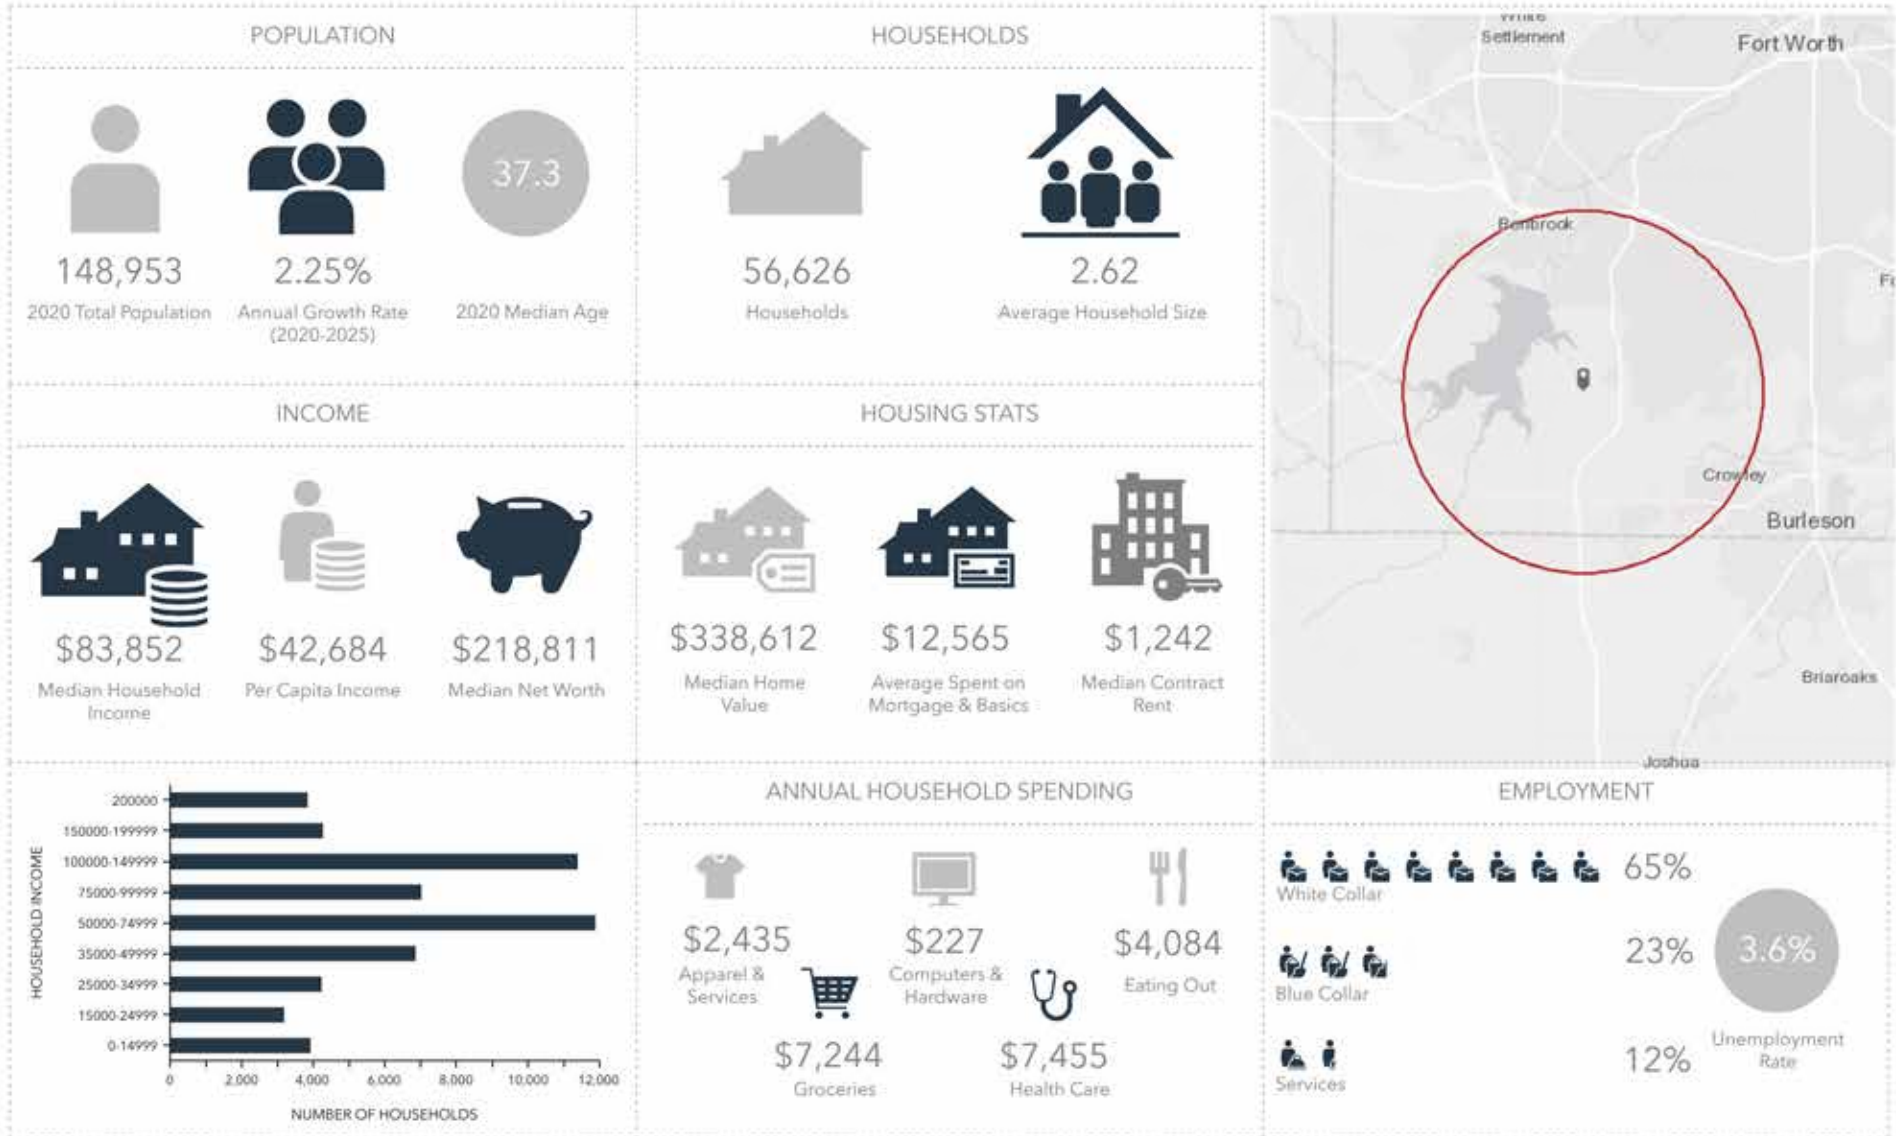 POPULATION
37.3
148,953
2.25%
2020 Total Population
Annual Growth Rate
(2020-2025)
2020 Median Age
HOUSEHOLDS
56,626
2.62
Households
Average Household Size
Settlement
Fort Worth
Benbrook
Crowley
Burleson
Briaroaks
Joshua
INCOME
$83,852
$42,684
$218,811
Median Household
Income
Per Capita Income
Median Net Worth
HOUSING STATS
$338,612
$12,565
$1,242
Median Home
Value
Average Spent on
Mortgage & Basics
Median Contract
Rent
HOUSEHOLD INCOME
200000
150000-199999
100000-149999
75000-99999
50000-74999
35000-49999
25000-34999
15000-24999
0-14999
0
2,000
4,000
6,000
8,000
10,000
12,000
NUMBER OF HOUSEHOLDS
ANNUAL HOUSEHOLD SPENDING
$2,435
$227
$4,084
Apparel &
Services
Computers &
Hardware
Eating Out
$7,244
$7,455
Groceries
Health Care
EMPLOYMENT
65%
White Collar
23%
3.6%
Blue Collar
Unemployment
Rate
12%
Services